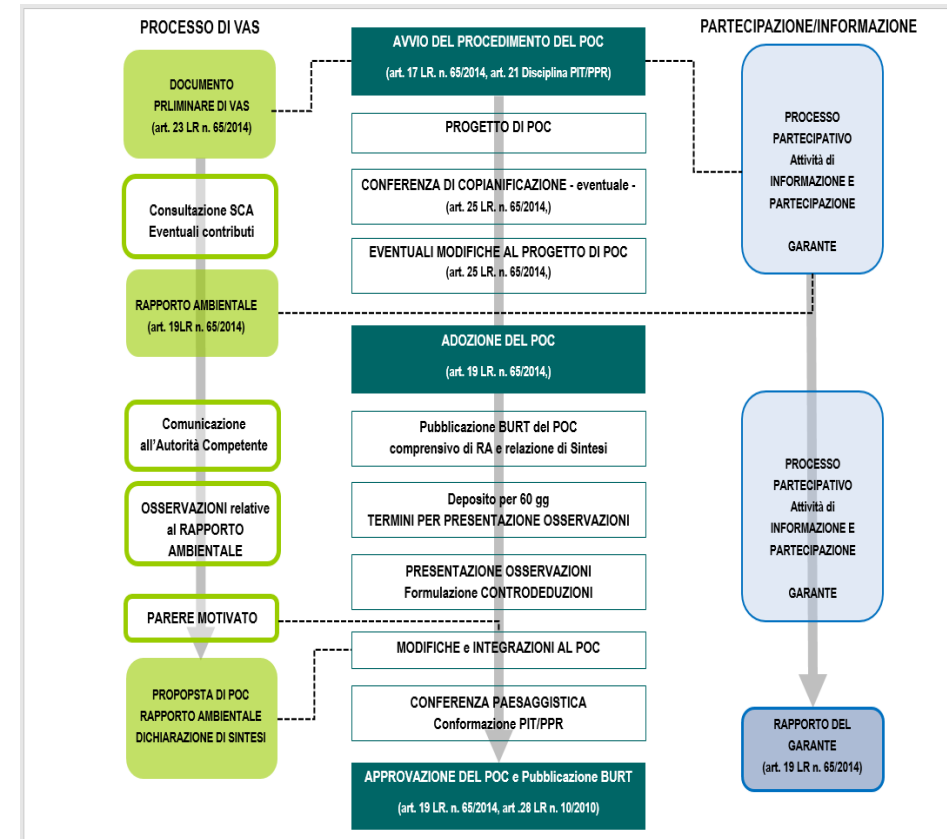 PROCESSO DI VAS
DOCUMENTO
PRLIMINARE DI VAS
(art. 23 LR n. 65/2014)
Consultazione SCA
Eventuali contributi
RAPPORTO AMBIENTALE
(art. 19LR n. 65/2014)
Comunicazione
all'Autorità Competente
OSSERVAZIONI relative
al RAPPORTO
AMBIENTALE
PARERE MOTIVATO
PROPOPSTA DI POC
RAPPORTO AMBIENTALE
DICHIARAZIONE DI SINTESI
AVVIO DEL PROCEDIMENTO DEL POC
(art. 17 LR. n. 65/2014, art. 21 Disciplina PIT/PPR)
PROGETTO DI POC
CONFERENZA DI COPIANIFICAZIONE - eventuale -
(art. 25 LR. n. 65/2014,)
EVENTUALI MODIFICHE AL PROGETTO DI POC
(art. 25 LR. n. 65/2014,)
ADOZIONE DEL POC
(art. 19 LR. n. 65/2014,)
Pubblicazione BURT del POC
comprensivo di RA e relazione di Sintesi
Deposito per 60 gg
TERMINI PER PRESENTAZIONE OSSERVAZIONI
PRESENTAZIONE OSSERVAZIONI
Formulazione CONTRODEDUZIONI
MODIFICHE e INTEGRAZIONI AL POC
CONFERENZA PAESAGGISTICA
Conformazione PIT/PPR
APPROVAZIONE DEL POC e Pubblicazione BURT
(art. 19 LR. n. 65/2014, art .28 LR n. 10/2010)
PARTECIPAZIONE/INFORMAZIONE
PROCESSO
PARTECIPATIVO
Attività di
INFORMAZIONE E
PARTECIPAZIONE
GARANTE
PROCESSO
PARTECIPATIVO
Attività di
INFORMAZIONE E
PARTECIPAZIONE
GARANTE
RAPPORTO DEL
GARANTE
(art. 19 LR n. 65/2014)